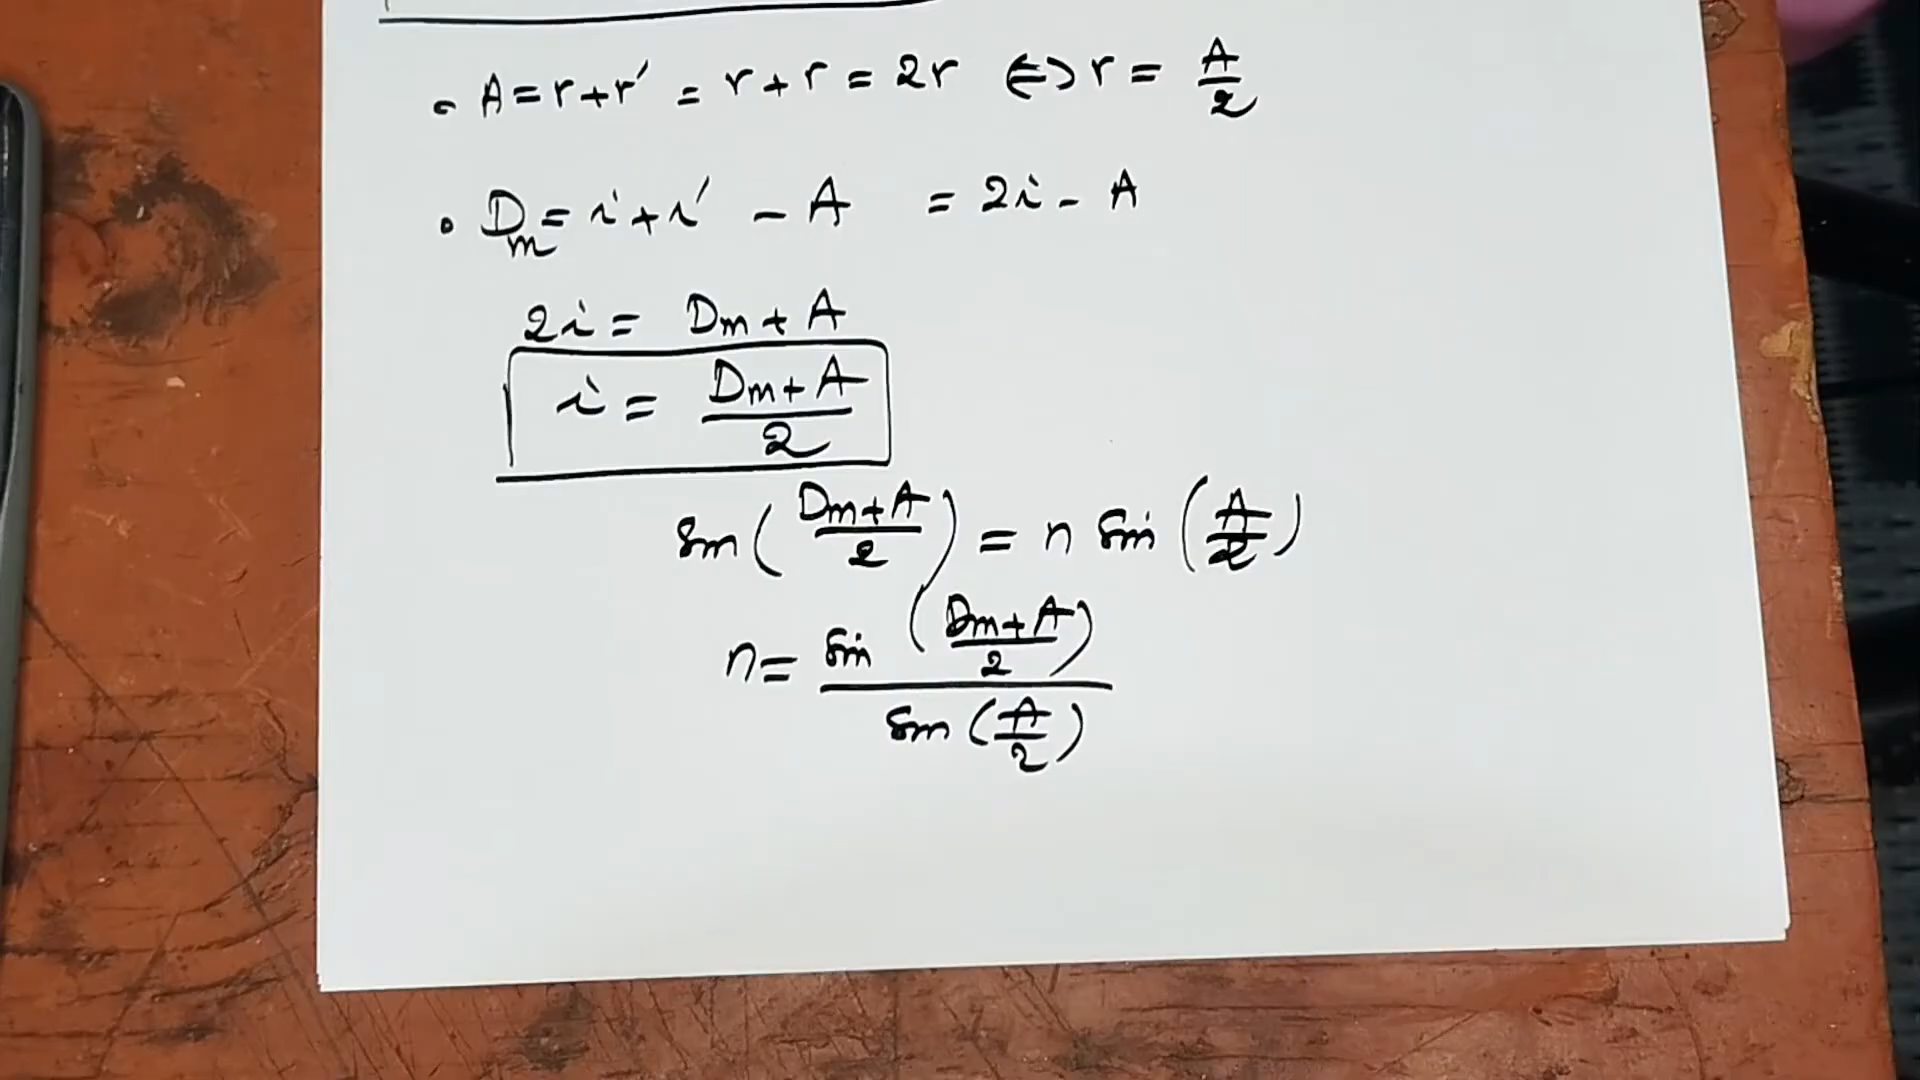 - A = r + r' = r + r = 2r ⇔ r = A/2
• Dm = i + i' - A = 2i - A
2i = Dm + A
i = (Dm + A)/2
sin((Dm + A)/2) = n sin(A/2)
n = sin((Dm + A)/2) / sin(A/2)